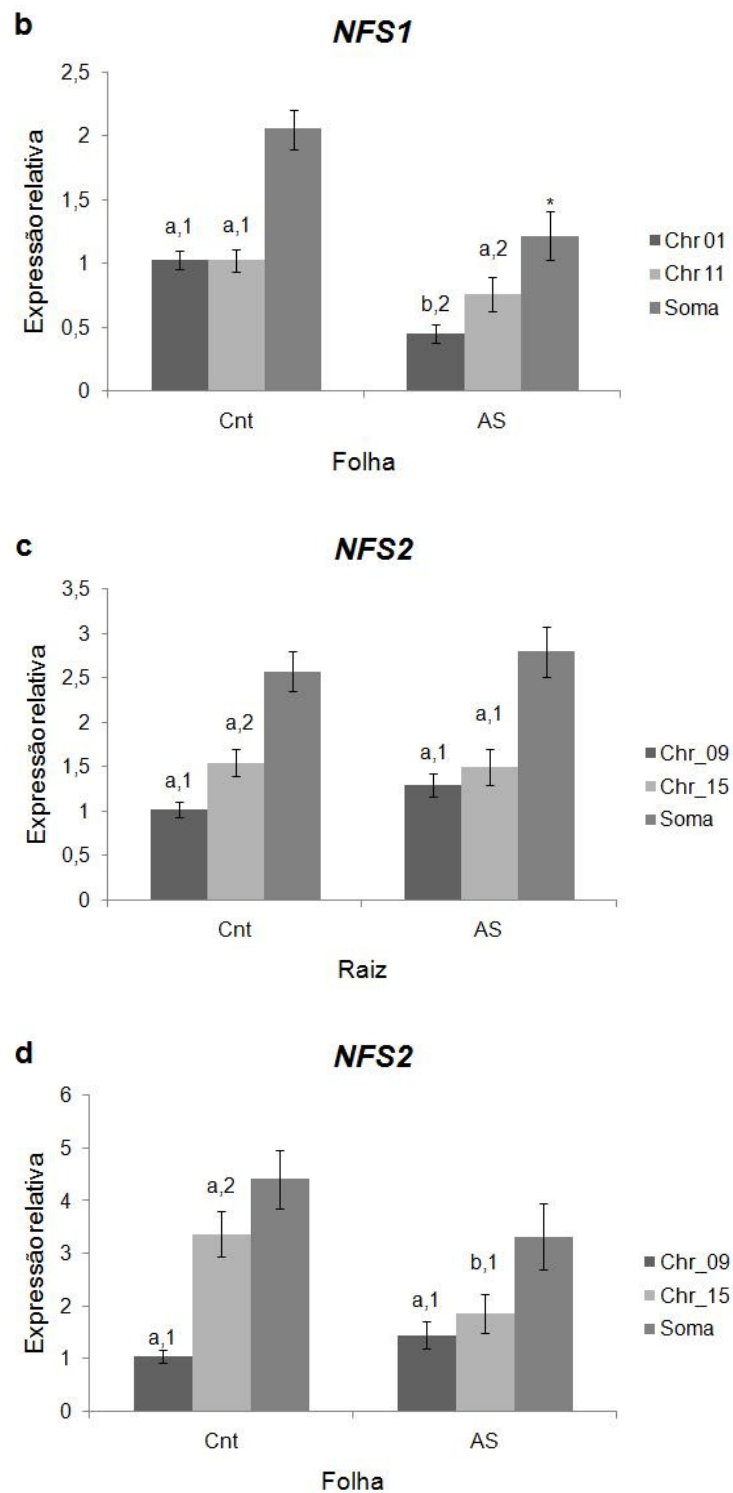 b
NFS1
Expressão relativa
2,5
2
1,5
1
0,5
0
a,1
a,1
b,2
a,2
*
Cnt
AS
Folha
Chr 01
Chr 11
Soma
c
NFS2
Expressão relativa
3,5
3
2,5
2
1,5
1
0,5
0
a,1
a,2
a,1
a,1
Cnt
AS
Raiz
Chr_09
Chr_15
Soma
d
NFS2
Expressão relativa
6
5
4
3
2
1
0
a,1
a,2
a,1
b,1
Cnt
AS
Folha
Chr_09
Chr_15
Soma